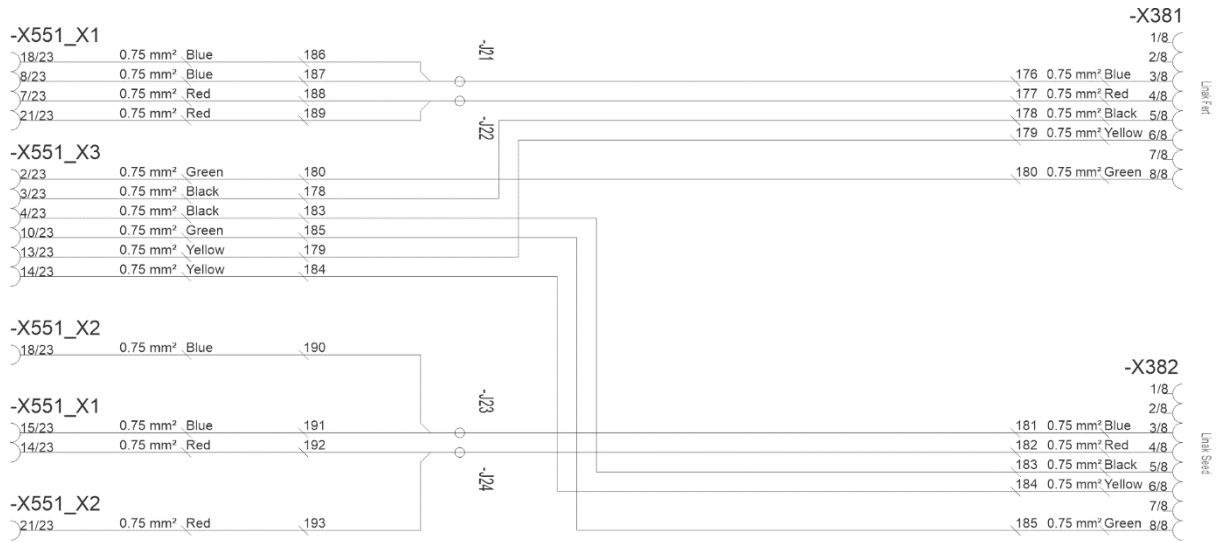 -X381
-X551_X1
1/8
18/23 0.75 mm² Blue 186
-J21
2/8
8/23 0.75 mm² Blue 187
176 0.75 mm² Blue 3/8
7/23 0.75 mm² Red 188
177 0.75 mm² Red 4/8
Linak Fert
21/23 0.75 mm² Red 189
-J22
178 0.75 mm² Black 5/8
179 0.75 mm² Yellow 6/8
-X551_X3
7/8
2/23 0.75 mm² Green 180
180 0.75 mm² Green 8/8
3/23 0.75 mm² Black 178
4/23 0.75 mm² Black 183
10/23 0.75 mm² Green 185
13/23 0.75 mm² Yellow 179
14/23 0.75 mm² Yellow 184
-X551_X2
18/23 0.75 mm² Blue 190
-X382
1/8
-X551_X1
-J23
2/8
15/23 0.75 mm² Blue 191
181 0.75 mm² Blue 3/8
14/23 0.75 mm² Red 192
182 0.75 mm² Red 4/8
Linak Seed
-J24
183 0.75 mm² Black 5/8
184 0.75 mm² Yellow 6/8
-X551_X2
7/8
21/23 0.75 mm² Red 193
185 0.75 mm² Green 8/8